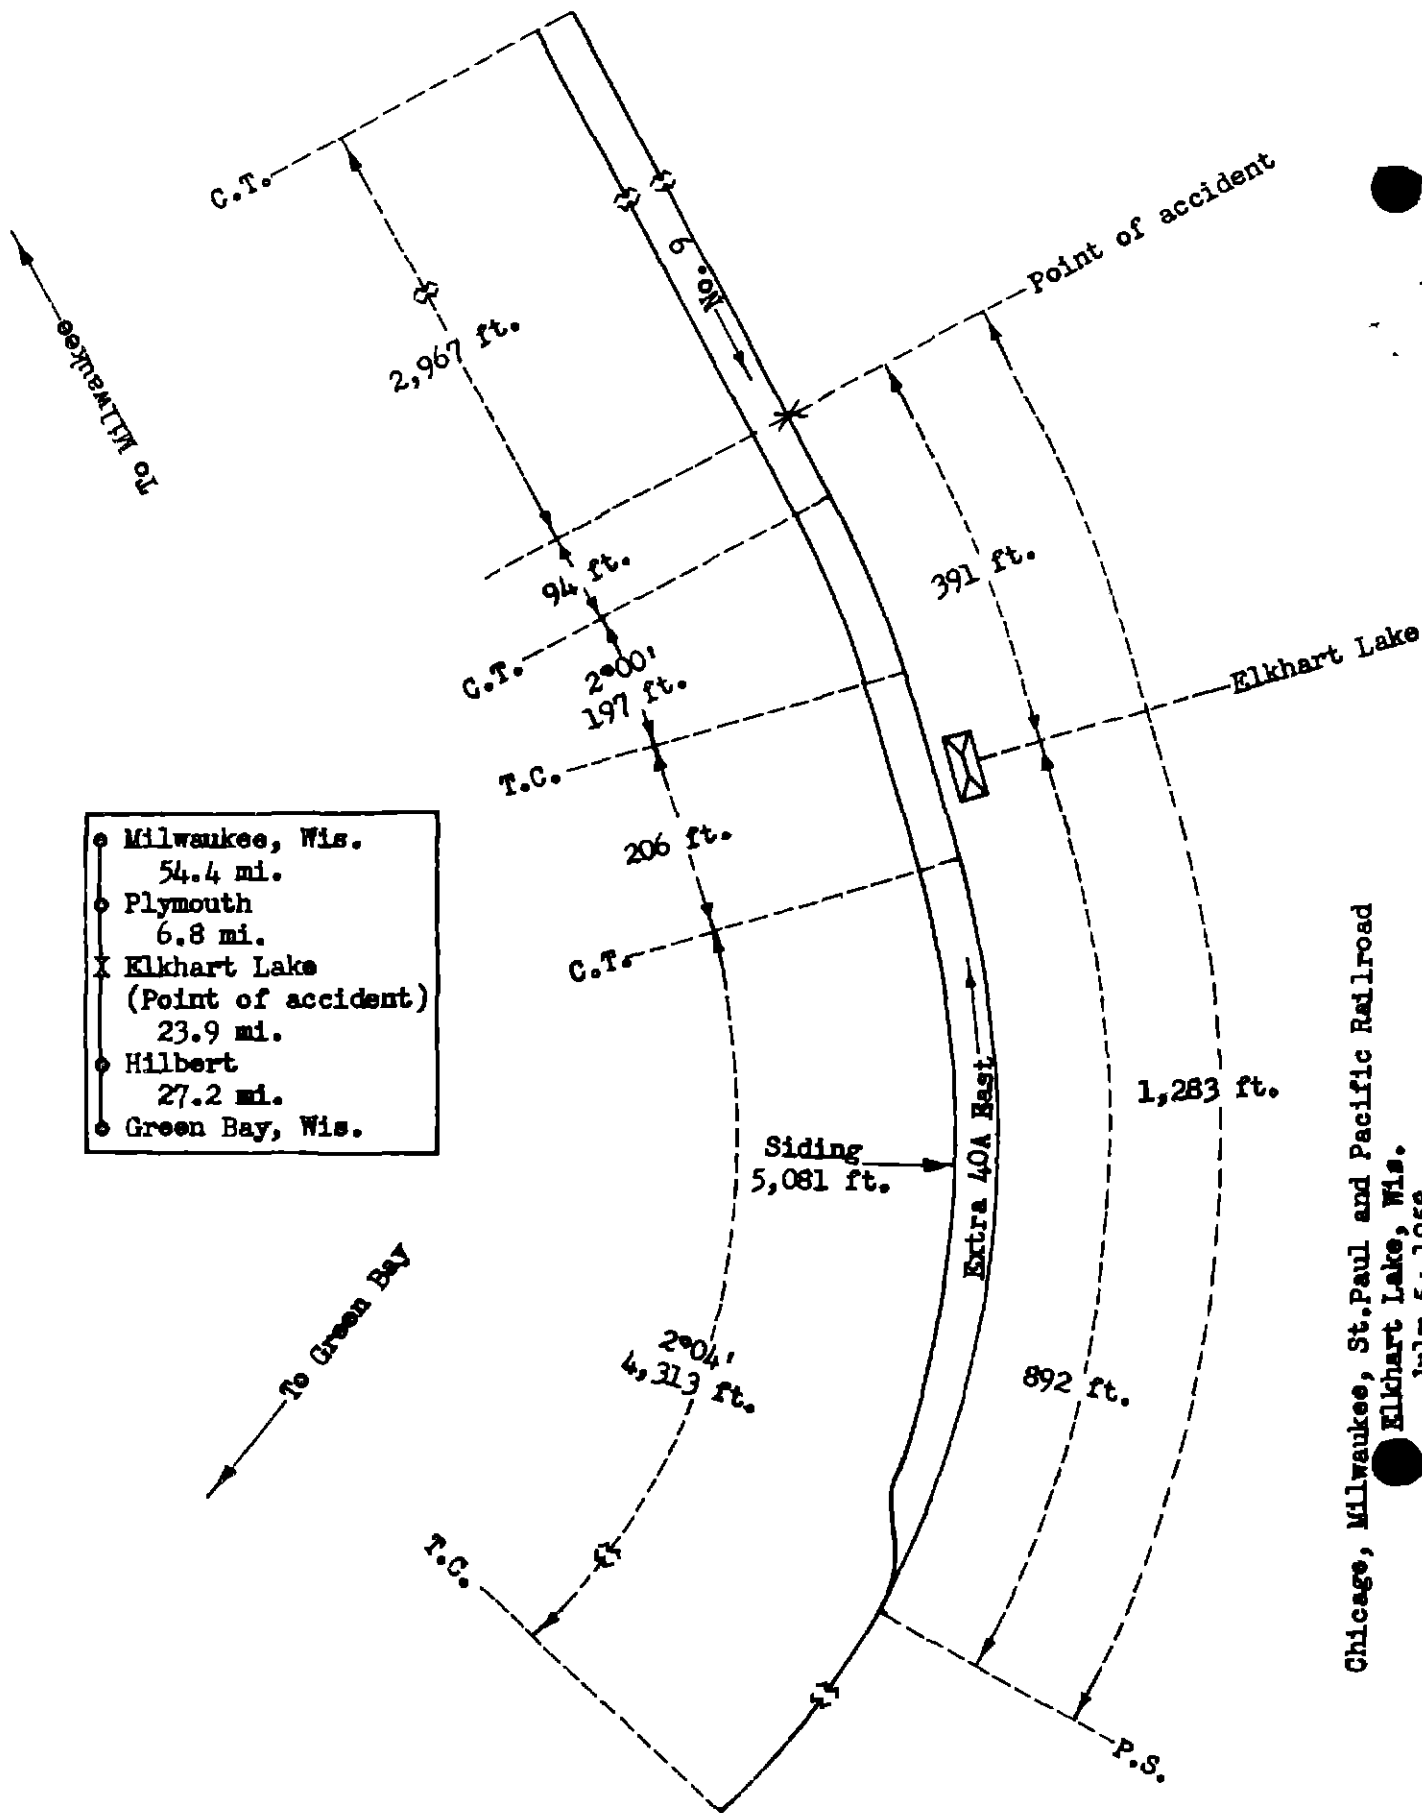 C.T.
To Milwaukee
2,967 ft.
No. 9
Point of accident
94 ft.
C.T.
2°00'
197 ft.
391 ft.
Elkhart Lake
T.C.
206 ft.
C.T.
Milwaukee, Wis.
54.4 mi.
Plymouth
6.8 mi.
Elkhart Lake
(Point of accident)
23.9 mi.
Hilbert
27.2 mi.
Green Bay, Wis.
Siding
5,081 ft.
Extra 40A East
1,283 ft.
To Green Bay
2°04'
4,313 ft.
892 ft.
T.C.
P.S.
Chicago, Milwaukee, St.Paul and Pacific Railroad
Elkhart Lake, Wis.